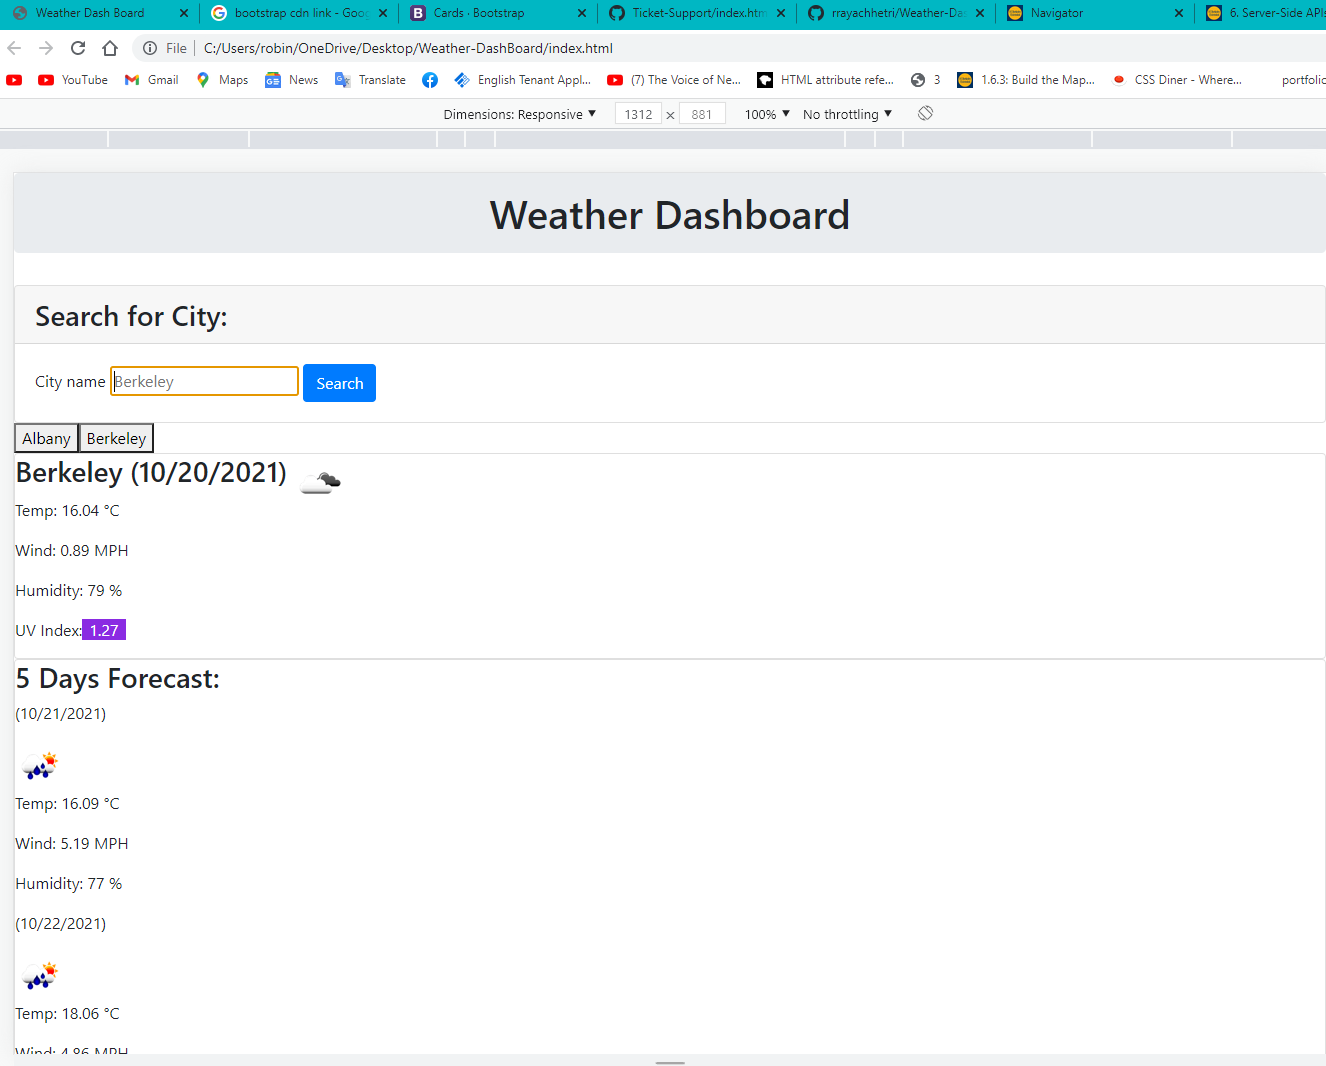 Weather Dash Board
bootstrap cdn link - Goo
Cards · Bootstrap
Ticket-Support/index.htm
rrayachhetri/Weather-Da
Navigator
6. Server-Side APIs
File
C:/Users/robin/OneDrive/Desktop/Weather-DashBoard/index.html
YouTube
Gmail
Maps
News
Translate
English Tenant Appl...
(7) The Voice of Ne...
HTML attribute refe...
3
1.6.3: Build the Map...
CSS Diner - Where...
portfolio
Dimensions: Responsive ▼ 1312 × 881 100% ▼ No throttling ▼
Weather Dashboard
Search for City:
City name Berkeley Search
Albany Berkeley
Berkeley (10/20/2021)
Temp: 16.04 °C
Wind: 0.89 MPH
Humidity: 79 %
UV Index: 1.27
5 Days Forecast:
(10/21/2021)
Temp: 16.09 °C
Wind: 5.19 MPH
Humidity: 77 %
(10/22/2021)
Temp: 18.06 °C
Wind: 4.86 MPH